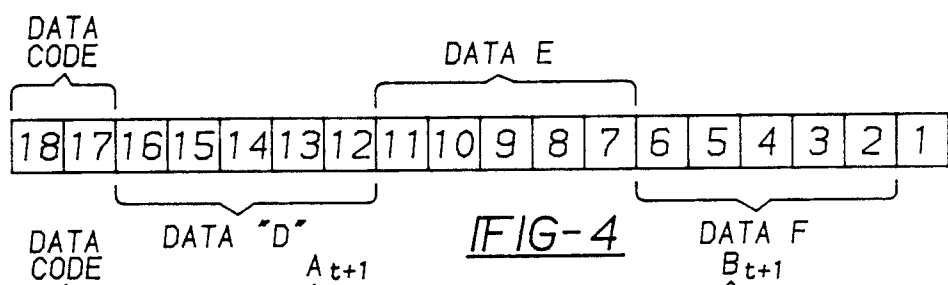 DATA
CODE
DATA E
18 17 16 15 14 13 12 11 10 9 8 7 6 5 4 3 2 1
DATA "D"
FIG-4
DATA F
DATA
CODE
A t+1
B t+1